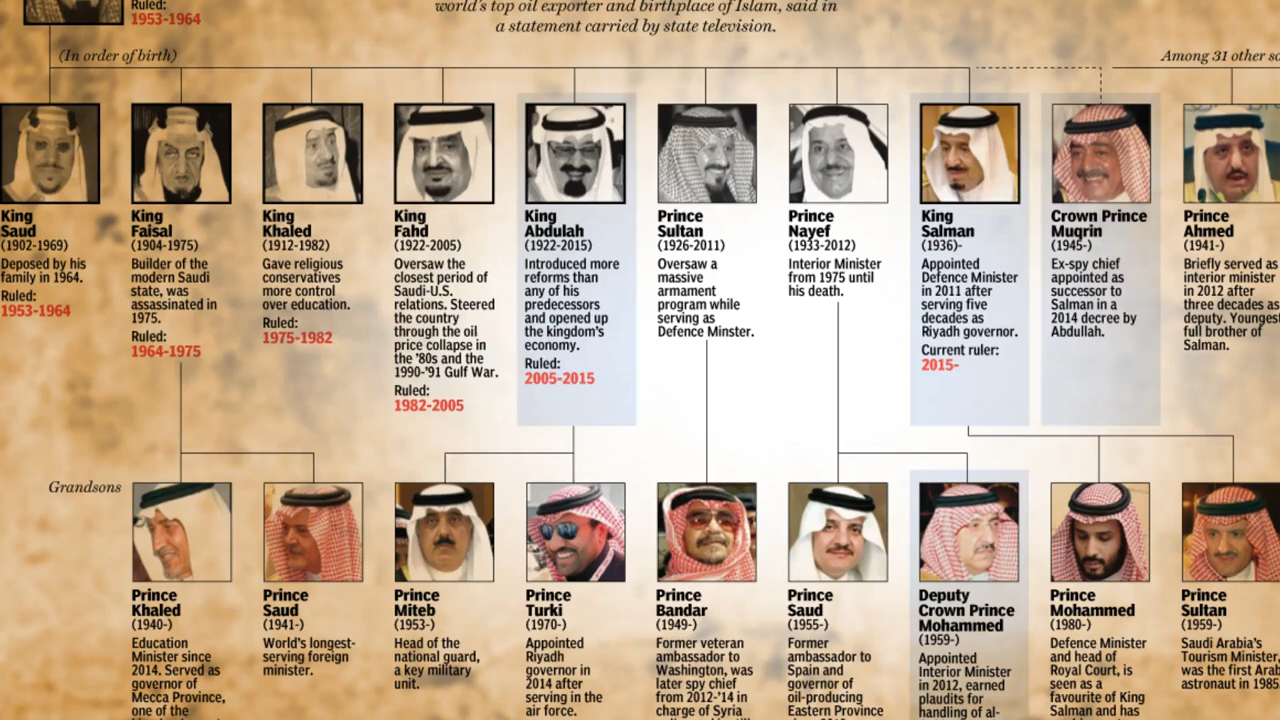 Ruled:
1953-1964
world's top oil exporter and birthplace of Islam, said in
a statement carried by state television.
(In order of birth)
Among 31 other so
King
Saud
(1902-1969)
Deposed by his
family in 1964.
Ruled:
1953-1964
King
Faisal
(1904-1975)
Builder of the
modern Saudi
state, was
assassinated in
1975.
Ruled:
1964-1975
King
Khaled
(1912-1982)
Gave religious
conservatives
more control
over education.
Ruled:
1975-1982
King
Fahd
(1922-2005)
Oversaw the
closest period of
Saudi-U.S.
relations. Steered
the country
through the oil
price collapse in
the '80s and the
1990-'91 Gulf War.
Ruled:
1982-2005
King
Abdulah
(1922-2015)
Introduced more
reforms than
any of his
predecessors
and opened up
the kingdom's
economy.
Ruled:
2005-2015
Prince
Sultan
(1926-2011)
Oversaw a
massive
armament
program while
serving as
Defence Minster.
Prince
Nayef
(1933-2012)
Interior Minister
from 1975 until
his death.
King
Salman
(1936)-
Appointed
Defence Minister
in 2011 after
serving five
decades as
Riyadh governor.
Current ruler:
2015-
Crown Prince
Muqrin
(1945-)
Ex-spy chief
appointed as
successor to
Salman in a
2014 decree by
Abdullah.
Prince
Ahmed
(1941-)
Briefly served as
interior minister
in 2012 after
three decades as
deputy. Youngest
full brother of
Salman.
Grandsons
Prince
Khaled
(1940-)
Education
Minister since
2014. Served as
governor of
Mecca Province,
one of the
Prince
Saud
(1941-)
World's longest-
serving foreign
minister.
Prince
Miteb
(1953-)
Head of the
national guard,
a key military
unit.
Prince
Turki
(1970-)
Appointed
Riyadh
governor in
2014 after
serving in the
air force.
Prince
Bandar
(1949-)
Former veteran
ambassador to
Washington, was
later spy chief
from 2012-'14 in
charge of Syria
Prince
Saud
(1955-)
Former
ambassador to
Spain and
governor of
oil-producing
Eastern Province
Deputy
Crown Prince
Mohammed
(1959-)
Appointed
Interior Minister
in 2012, earned
plaudits for
handling of al-
Prince
Mohammed
(1980-)
Defence Minister
and head of
Royal Court, is
seen as a
favourite of King
Salman and has
Prince
Sultan
(1959-)
Saudi Arabia's
Tourism Minister,
was the first Arab
astronaut in 1985